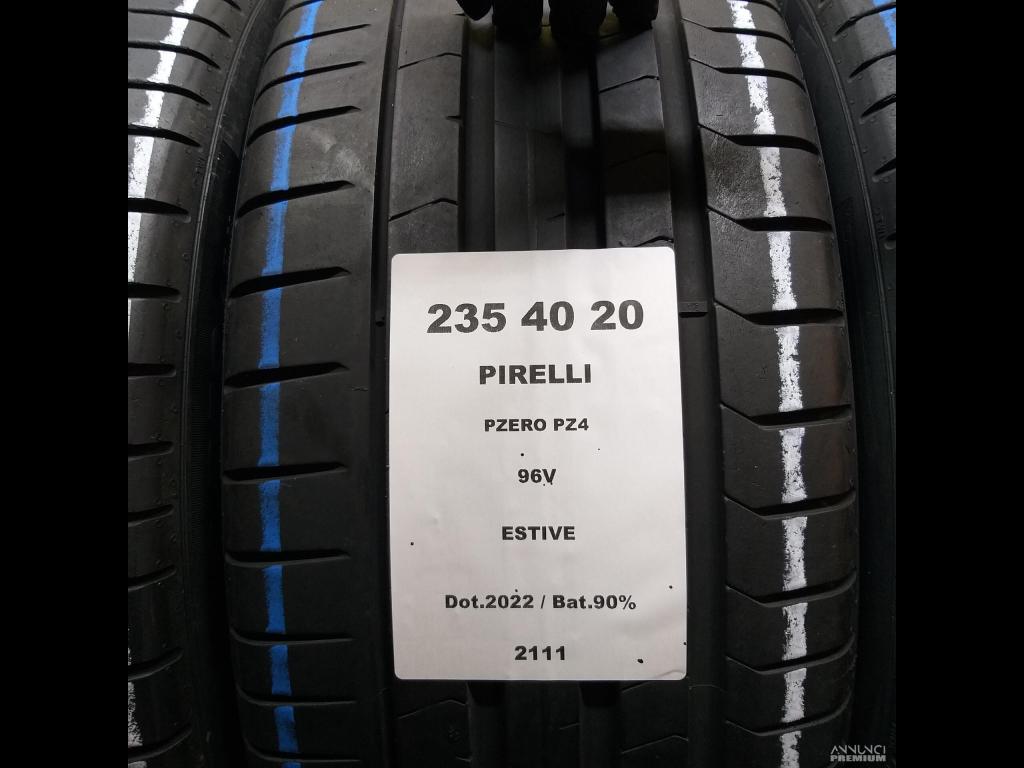 235 40 20
PIRELLI
PZERO PZ4
96V
ESTIVE
Dot.2022 / Bat.90%
2111
ANNUNCI
PREMIUM